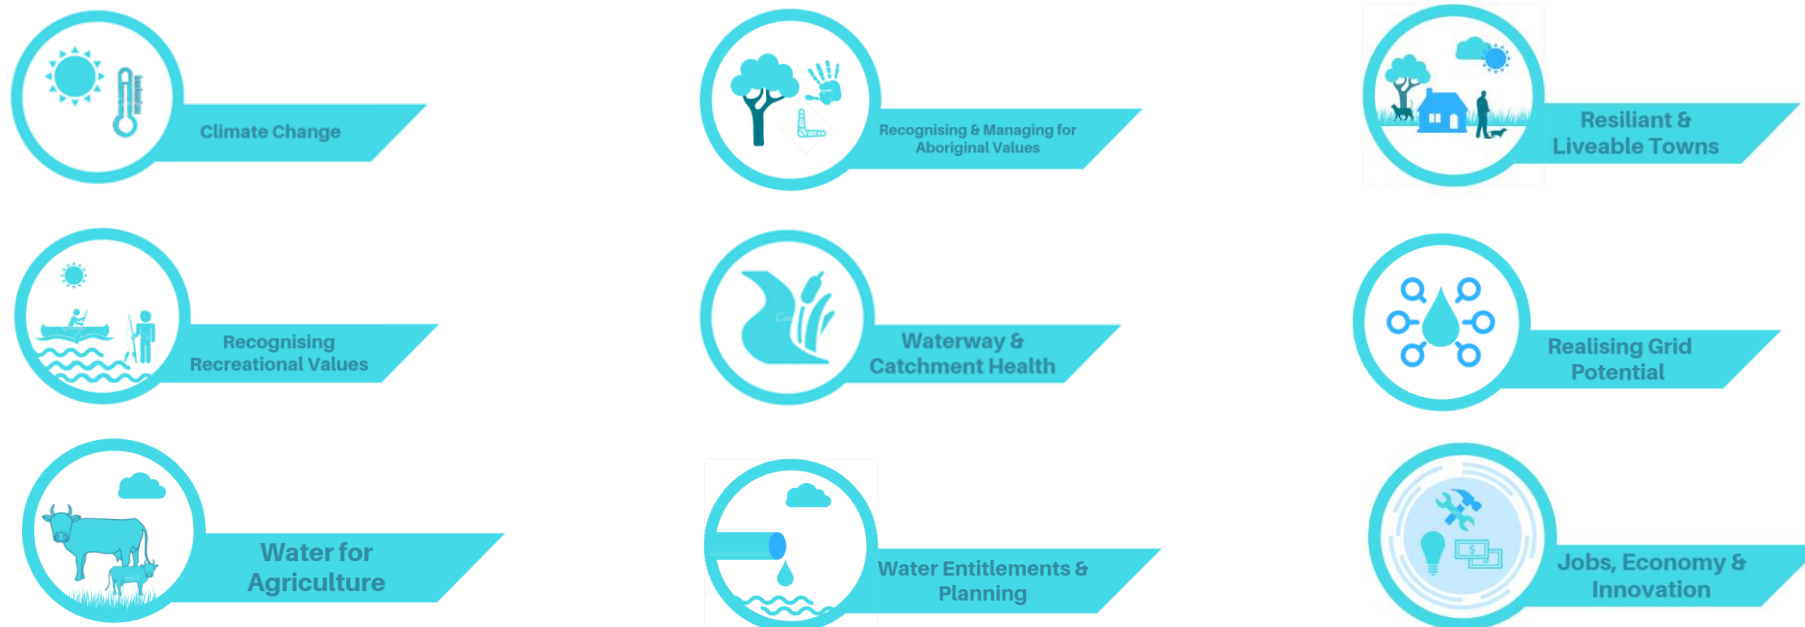 Climate Change
Recognising & Managing for
Aboriginal Values
Resiliant &
Liveable Towns
Recognising
Recreational Values
Waterway &
Catchment Health
Realising Grid
Potential
Water for
Agriculture
Water Entitlements &
Planning
Jobs, Economy &
Innovation